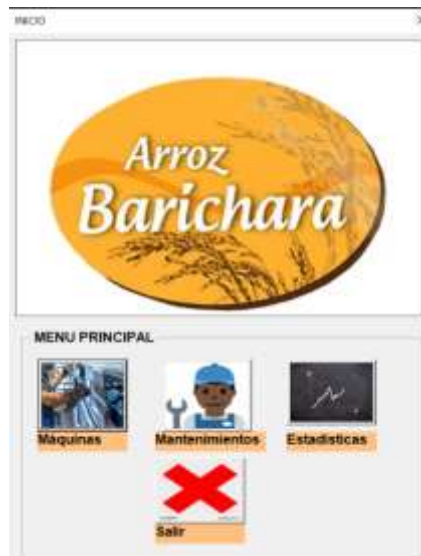 INICIO
Arroz
Barichara
MENU PRINCIPAL
Maquinas
Mantenimientos
Estadisticas
Salir